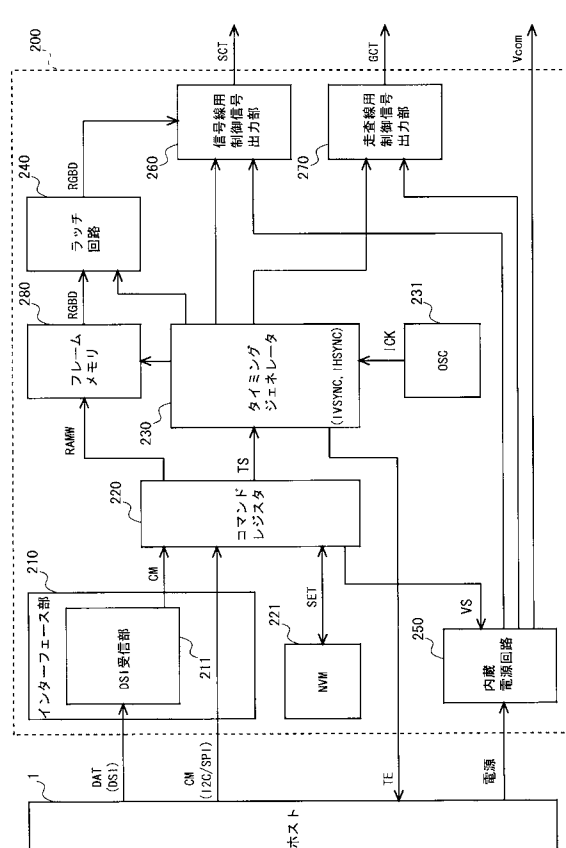 200
SCT
GCT
Vcom
信号線用
制御信号
出力部
260
走査線用
制御信号
出力部
270
RGBD
240
ラッチ
回路
RGBD
280
フレーム
メモリ
RAMW
タイミング
ジェネレータ
(IVSYNC, IHSYNC)
230
ICK
231
OSC
TS
220
コマンド
レジスタ
210
インターフェース部
DSI受信部
211
CM
SET
221
NVM
VS
250
内蔵
電源回路
1
ホスト
DAT
(DSI)
CM
(I2C/SPI)
TE
電源